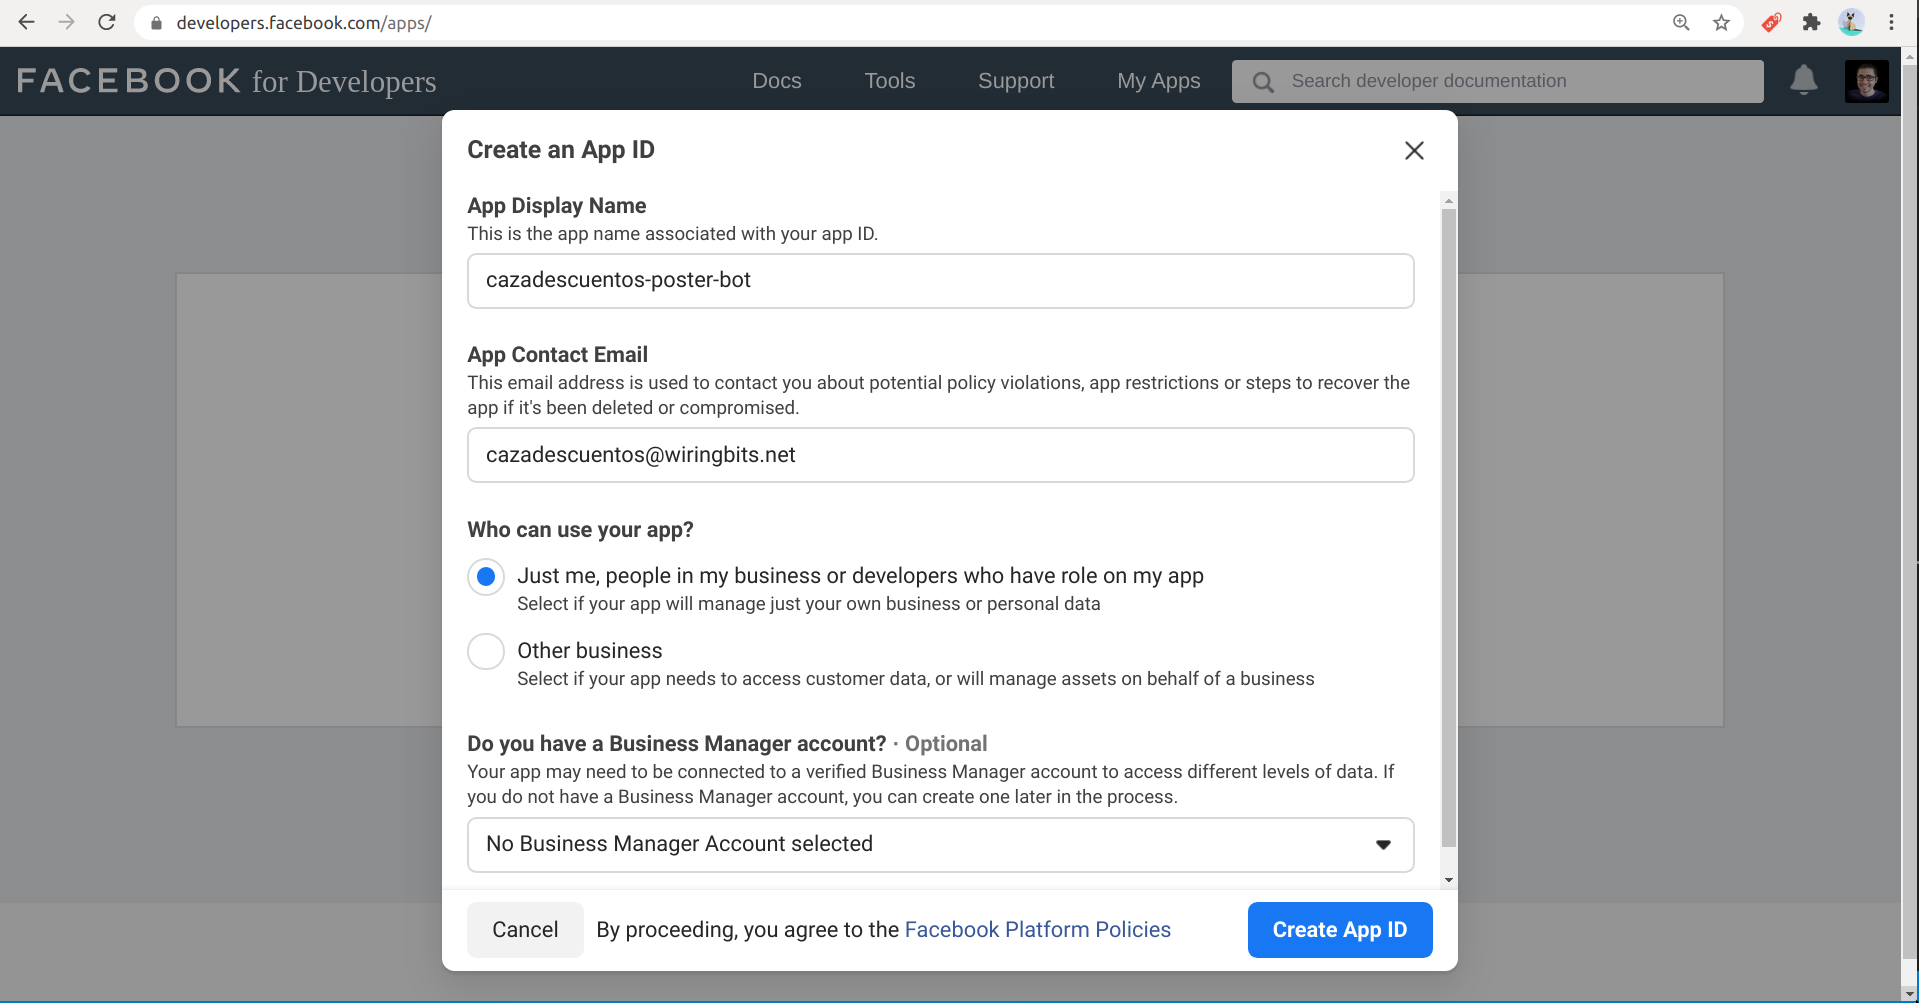 developers.facebook.com/apps/
FACEBOOK for Developers
Docs
Tools
Support
My Apps
Search developer documentation
Create an App ID
App Display Name
This is the app name associated with your app ID.
cazadescuentos-poster-bot
App Contact Email
This email address is used to contact you about potential policy violations, app restrictions or steps to recover the
app if it's been deleted or compromised.
cazadescuentos@wiringbits.net
Who can use your app?
Just me, people in my business or developers who have role on my app
Select if your app will manage just your own business or personal data
Other business
Select if your app needs to access customer data, or will manage assets on behalf of a business
Do you have a Business Manager account? · Optional
Your app may need to be connected to a verified Business Manager account to access different levels of data. If
you do not have a Business Manager account, you can create one later in the process.
No Business Manager Account selected
Cancel
By proceeding, you agree to the Facebook Platform Policies
Create App ID